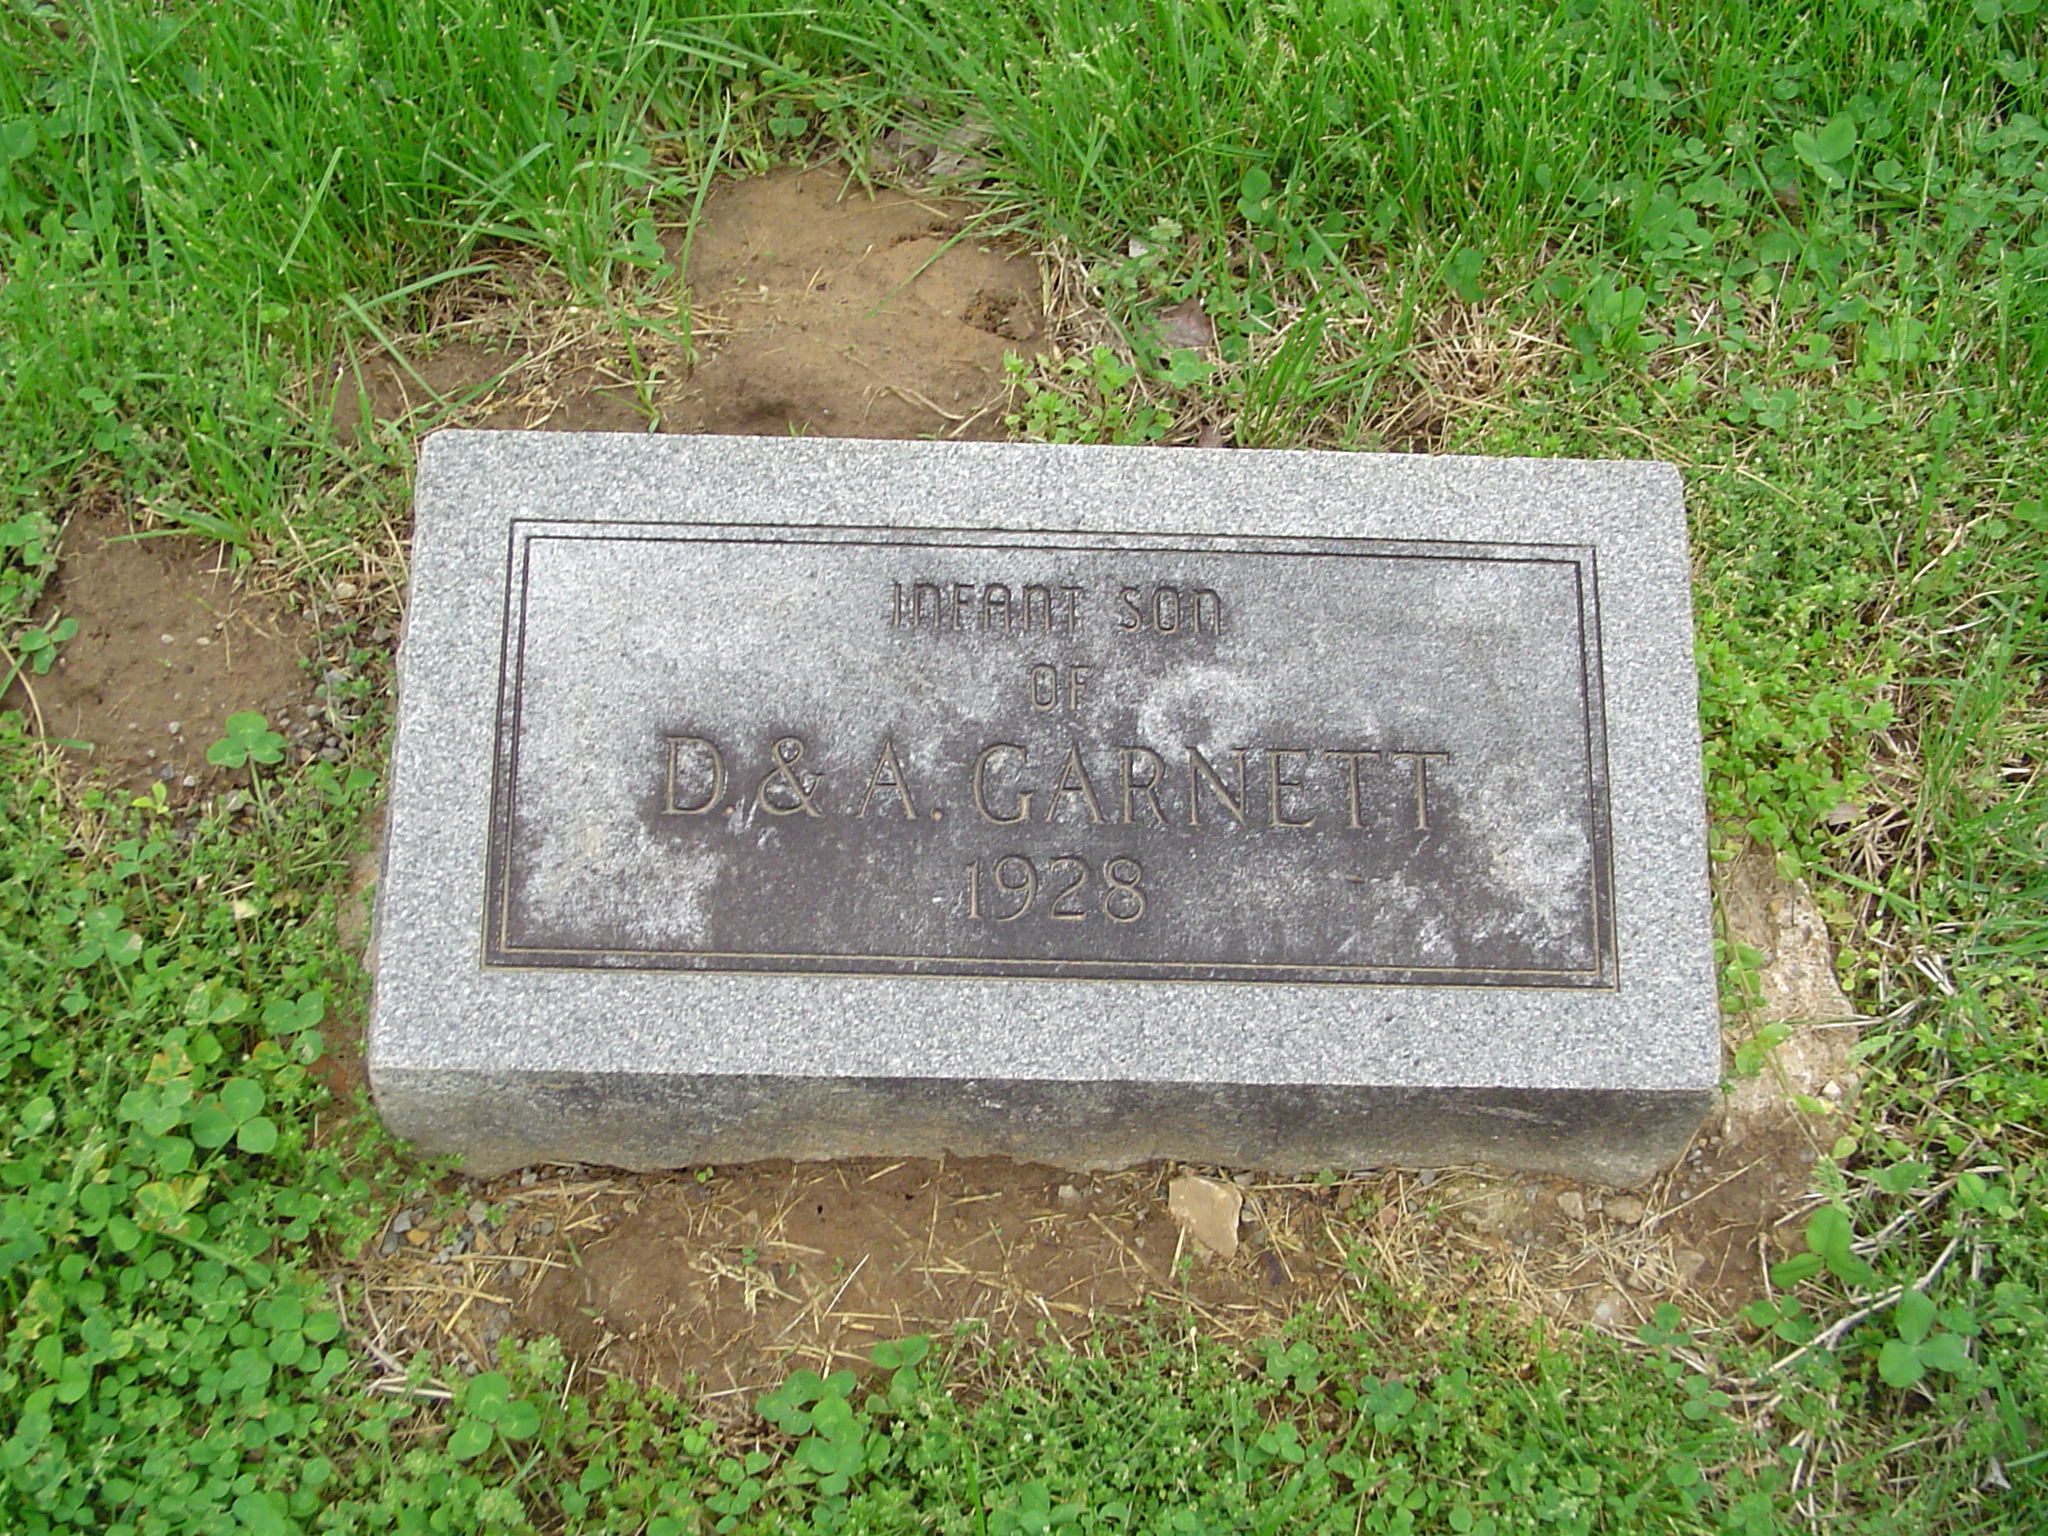 INFANT SON
OF
D. & A. GARNETT
1928